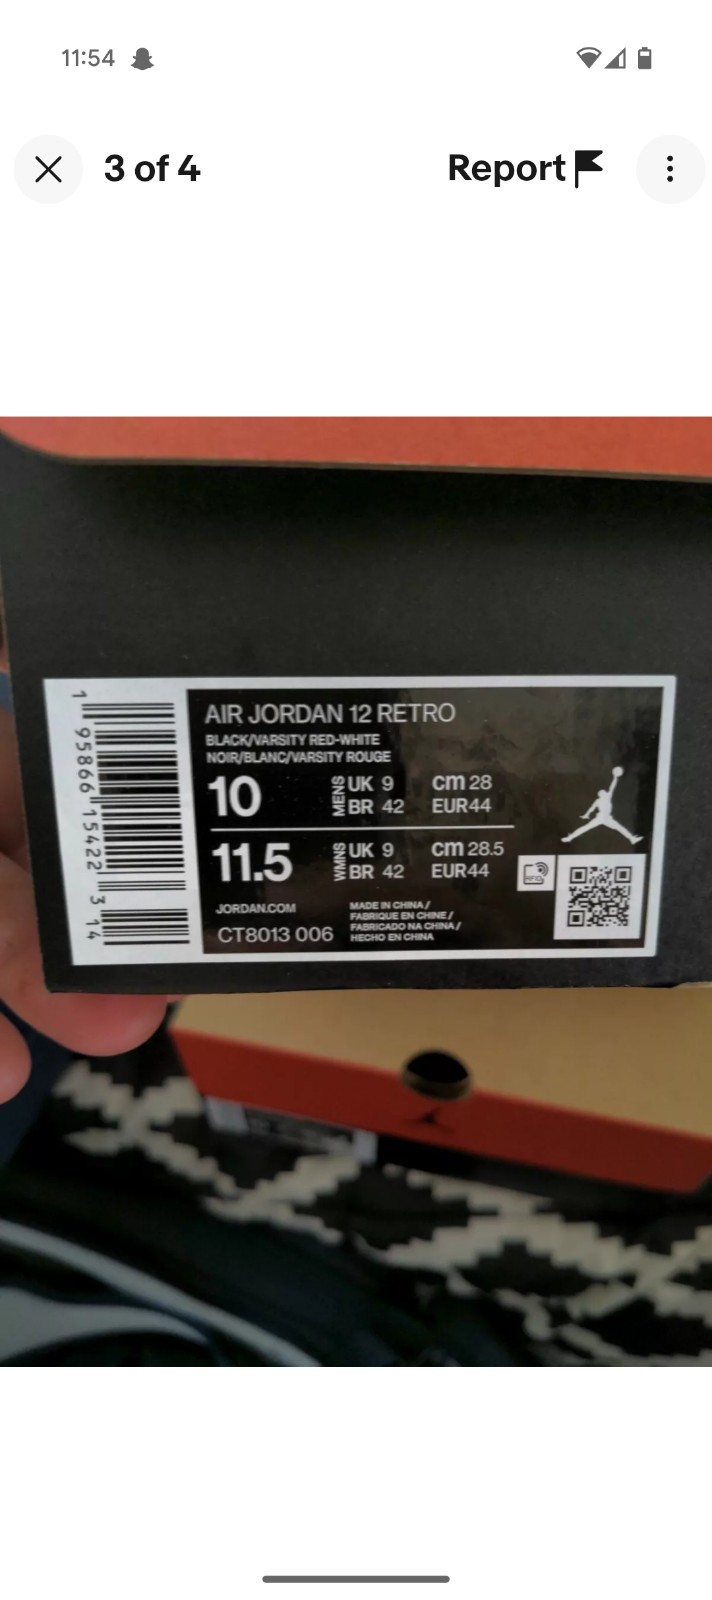 11:54
3 of 4
Report
AIR JORDAN 12 RETRO
BLACK/VARSITY RED-WHITE
NOIR/BLANC/VARSITY ROUGE
10
MENS
UK 9
BR 42
cm 28
EUR44
11.5
WMNS
UK 9
BR 42
cm 28.5
EUR44
RFID
JORDAN.COM
CT8013 006
MADE IN CHINA/
FABRIQUE EN CHINE/
FABRICADO NA CHINA/
HECHO EN CHINA
1 95866 15422 3 14